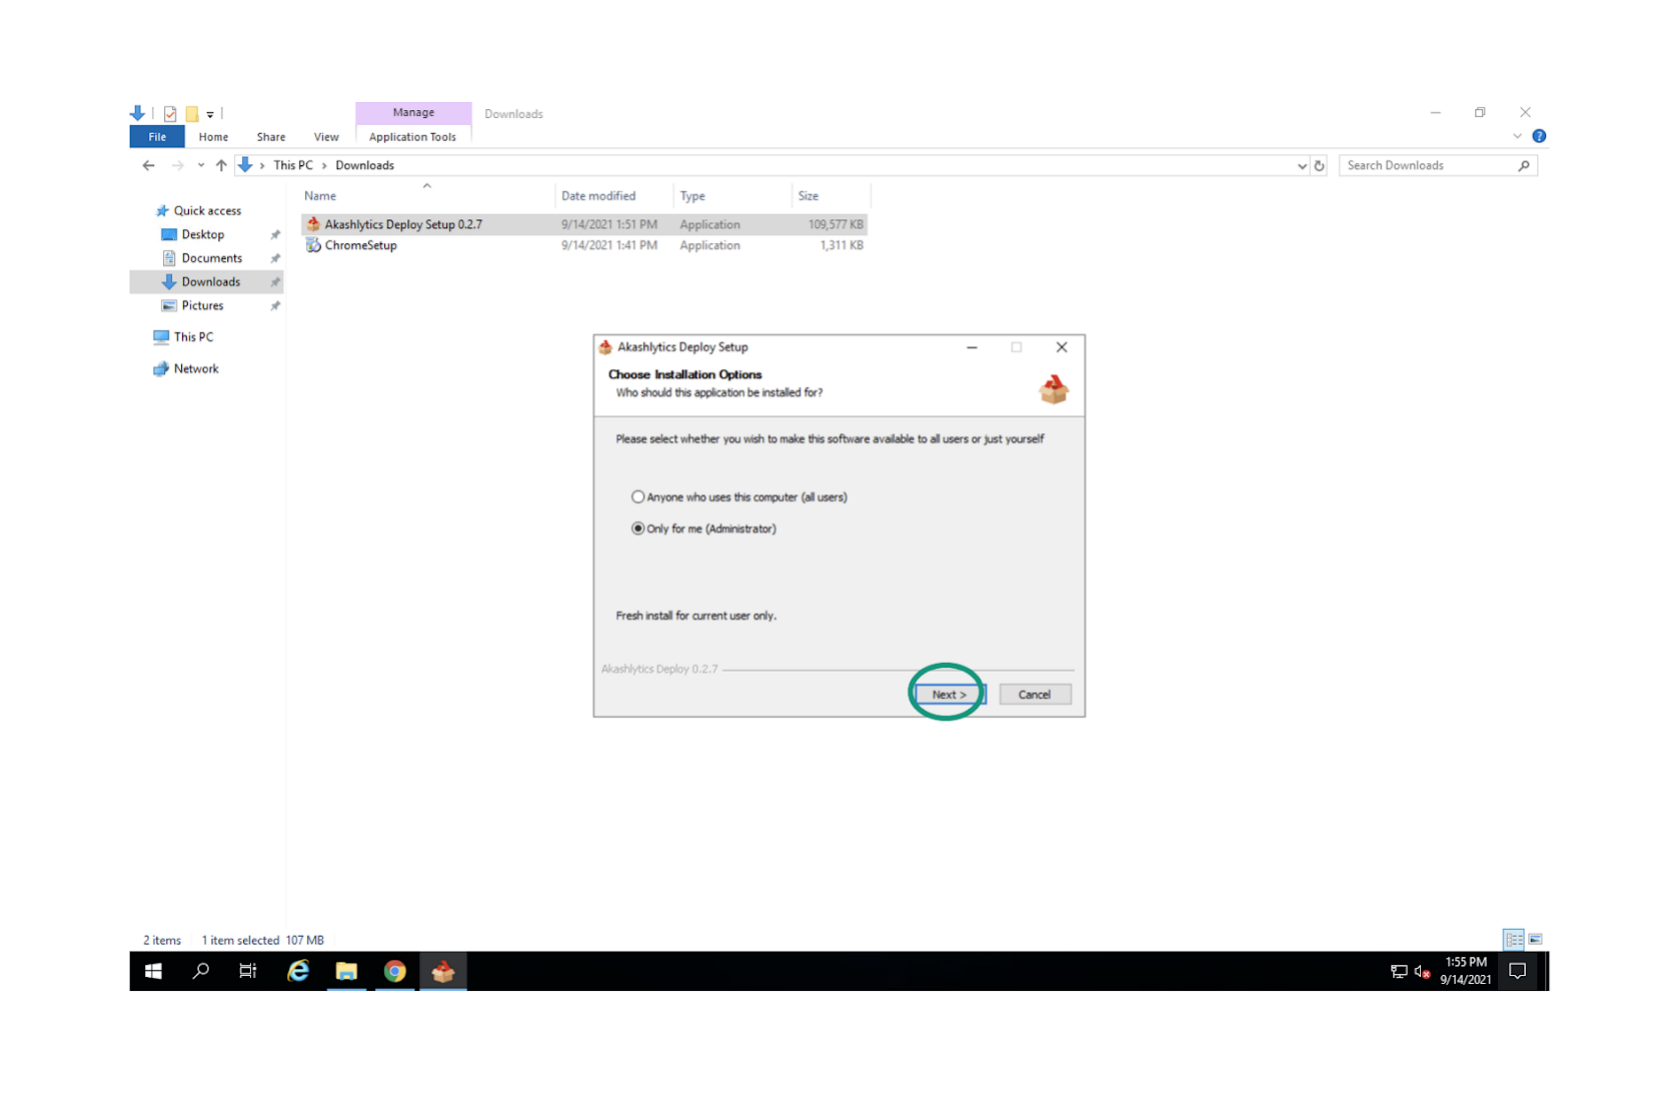 Manage
Downloads
File
Home
Share
View
Application Tools
This PC > Downloads
Search Downloads
Name
Date modified
Type
Size
Akashlytics Deploy Setup 0.2.7
9/14/2021 1:51 PM
Application
109,577 KB
ChromeSetup
9/14/2021 1:41 PM
Application
1,311 KB
Quick access
Desktop
Documents
Downloads
Pictures
This PC
Network
Akashlytics Deploy Setup
Choose Installation Options
Who should this application be installed for?
Please select whether you wish to make this software available to all users or just yourself
Anyone who uses this computer (all users)
Only for me (Administrator)
Fresh install for current user only.
Akashlytics Deploy 0.2.7
Next >
Cancel
2 items
1 item selected 107 MB
1:55 PM
9/14/2021